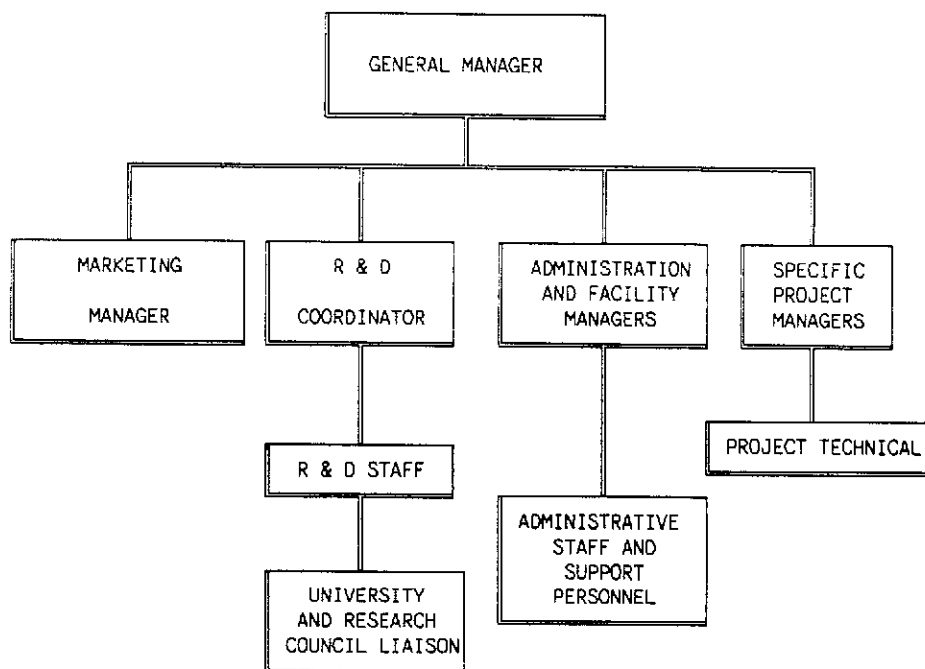 GENERAL MANAGER
MARKETING
MANAGER
R & D
COORDINATOR
ADMINISTRATION
AND FACILITY
MANAGERS
SPECIFIC
PROJECT
MANAGERS
R & D STAFF
PROJECT TECHNICAL
UNIVERSITY
AND RESEARCH
COUNCIL LIAISON
ADMINISTRATIVE
STAFF AND
SUPPORT
PERSONNEL